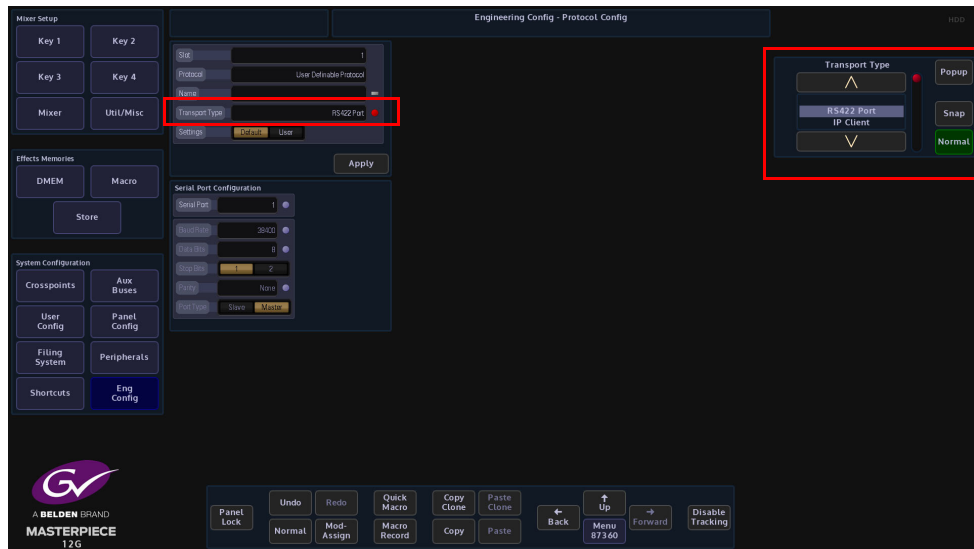 Mixer Setup
Engineering Config - Protocol Config
HDD
Key 1
Key 2
Key 3
Key 4
Mixer
Util/Misc
Slot
1
Protocol
User Definable Protocol
Name
Transport Type
RS422 Port
Settings
Default
User
Apply
Transport Type
RS422 Port
IP Client
Popup
Snap
Normal
Effects Memories
DMEM
Macro
Store
Serial Port Configuration
Serial Port
1
Baud Rate
38400
Data Bits
8
Stop Bits
1
2
Parity
None
Port Type
Slave
Master
System Configuration
Crosspoints
Aux
Buses
User
Config
Panel
Config
Filing
System
Peripherals
Shortcuts
Eng
Config
GV
A BELDEN BRAND
MASTERPIECE
12G
Panel
Lock
Undo
Redo
Normal
Mod-
Assign
Quick
Macro
Macro
Record
Copy
Clone
Paste
Clone
Copy
Paste
Back
Up
Menu
87360
Forward
Disable
Tracking